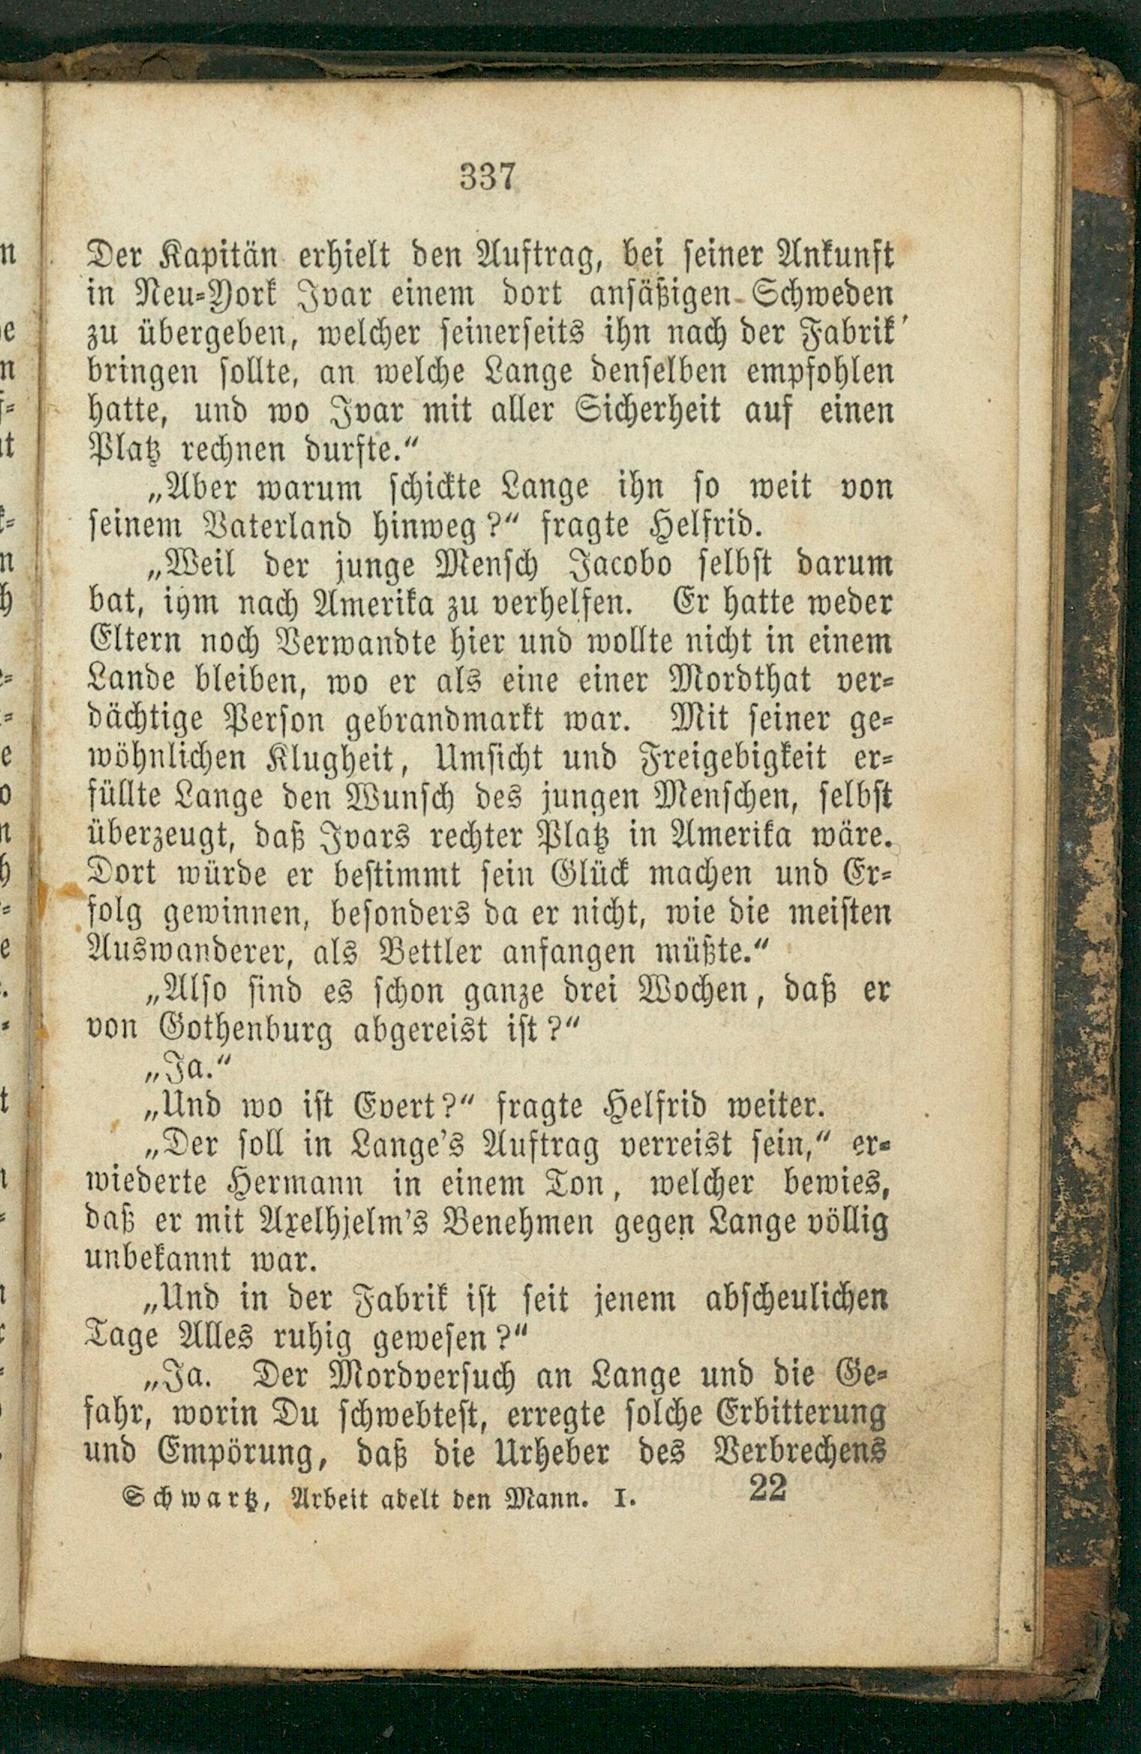 337
Der Kapitän erhielt den Auftrag, bei seiner Ankunft
in Neu-York Ivar einem dort ansäßigen Schweden
zu übergeben, welcher seinerseits ihn nach der Fabrik
bringen sollte, an welche Lange denselben empfohlen
hatte, und wo Ivar mit aller Sicherheit auf einen
Platz rechnen durfte.“
„Aber warum schickte Lange ihn so weit von
seinem Vaterland hinweg?“ fragte Helfrid.
„Weil der junge Mensch Jacobo selbst darum
bat, ihm nach Amerika zu verhelfen. Er hatte weder
Eltern noch Verwandte hier und wollte nicht in einem
Lande bleiben, wo er als eine einer Mordthat ver-
dächtige Person gebrandmarkt war. Mit seiner ge-
wöhnlichen Klugheit, Umsicht und Freigebigkeit er-
füllte Lange den Wunsch des jungen Menschen, selbst
überzeugt, daß Ivars rechter Platz in Amerika wäre.
Dort würde er bestimmt sein Glück machen und Er-
folg gewinnen, besonders da er nicht, wie die meisten
Auswanderer, als Bettler anfangen müßte.“
„Also sind es schon ganze drei Wochen, daß er
von Gothenburg abgereist ist?“
„Ja.“
„Und wo ist Evert?“ fragte Helfrid weiter.
„Der soll in Lange's Auftrag verreist sein,“ er-
wiederte Hermann in einem Ton, welcher bewies,
daß er mit Axelhjelm's Benehmen gegen Lange völlig
unbekannt war.
„Und in der Fabrik ist seit jenem abscheulichen
Tage Alles ruhig gewesen?“
„Ja. Der Mordversuch an Lange und die Ge-
fahr, worin Du schwebtest, erregte solche Erbitterung
und Empörung, daß die Urheber des Verbrechens
Schwartz, Arbeit adelt den Mann. I. 22